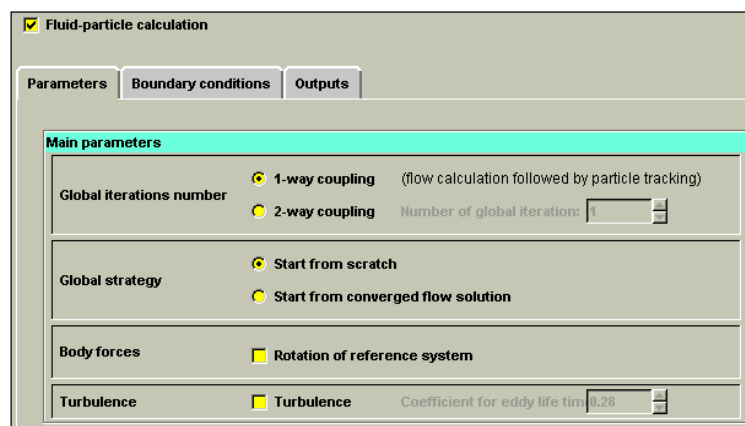 Fluid-particle calculation
Parameters Boundary conditions Outputs
Main parameters
Global iterations number
1-way coupling (flow calculation followed by particle tracking)
2-way coupling Number of global iteration: 1
Global strategy
Start from scratch
Start from converged flow solution
Body forces Rotation of reference system
Turbulence Turbulence Coefficient for eddy life tim 0.28